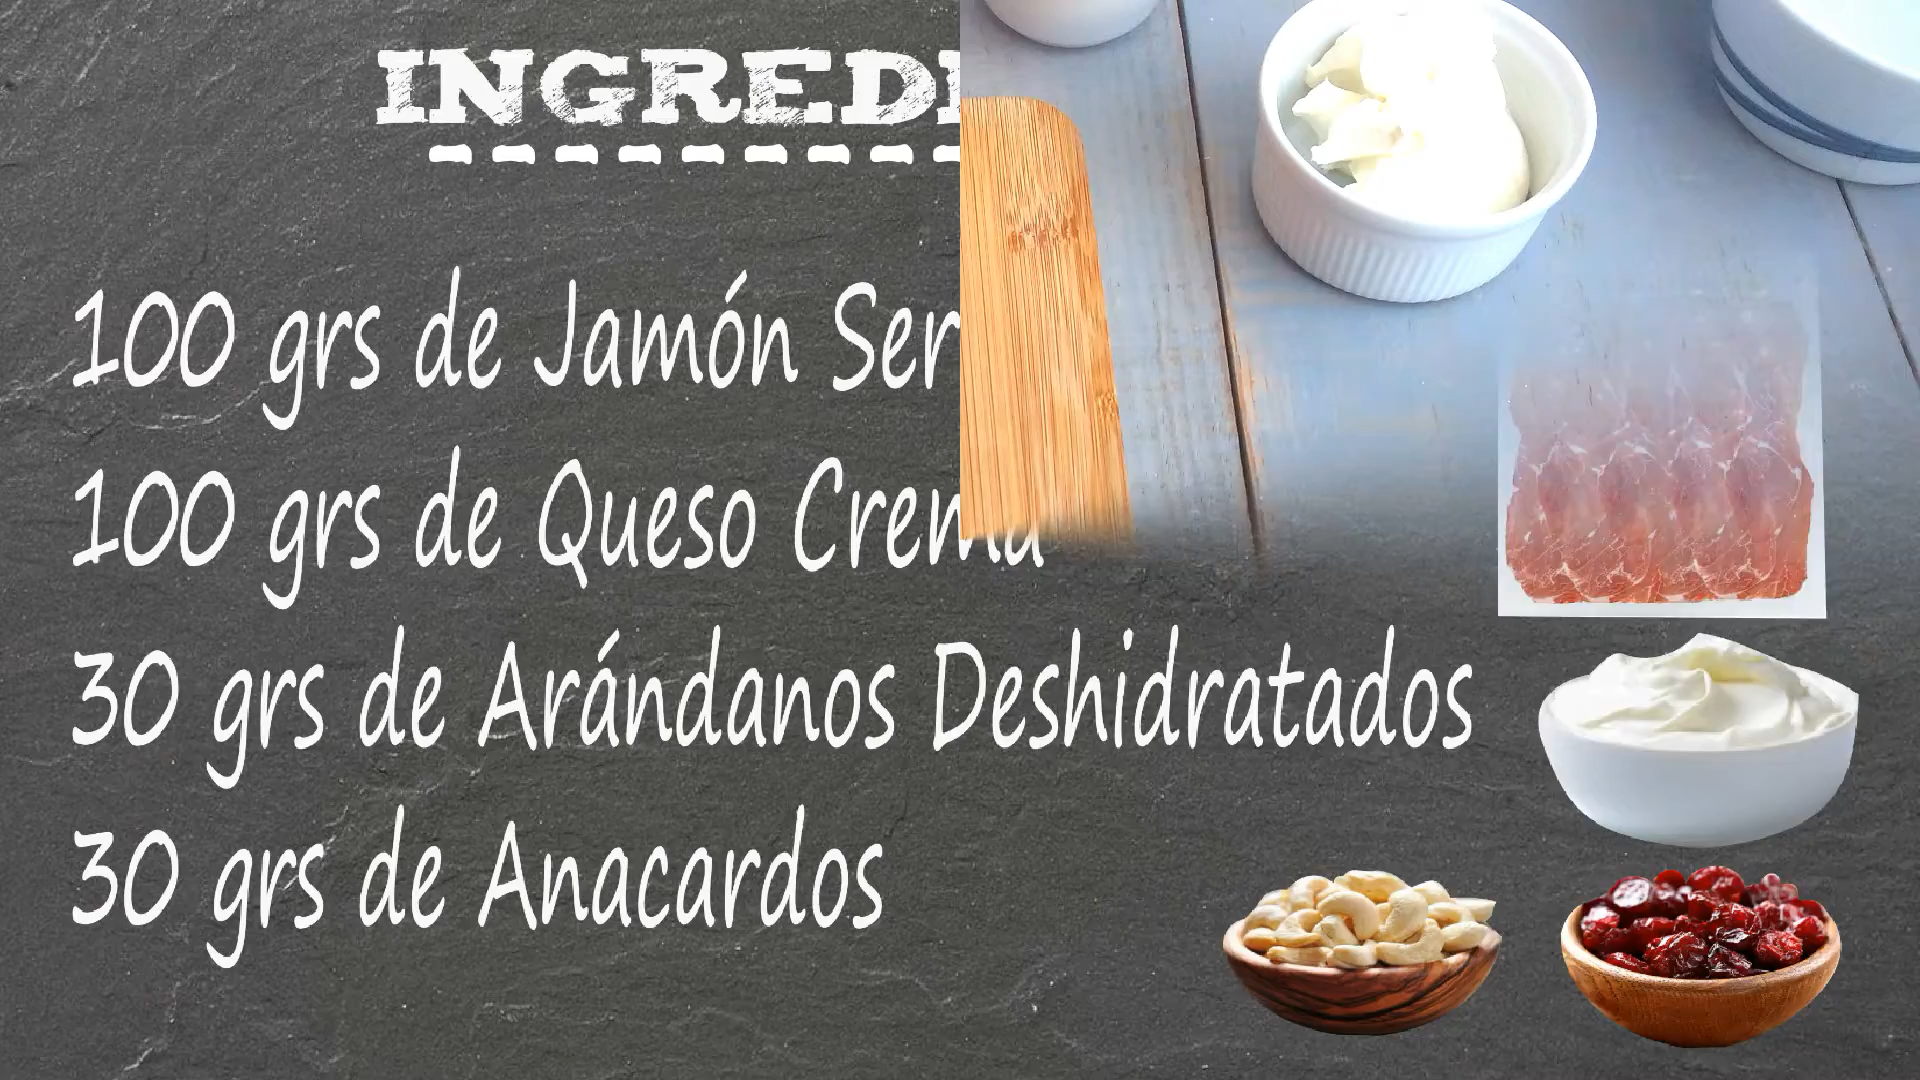 INGREDI
100 grs de Jamón Ser
100 grs de Queso Crema
30 grs de Arándanos Deshidratados
30 grs de Anacardos